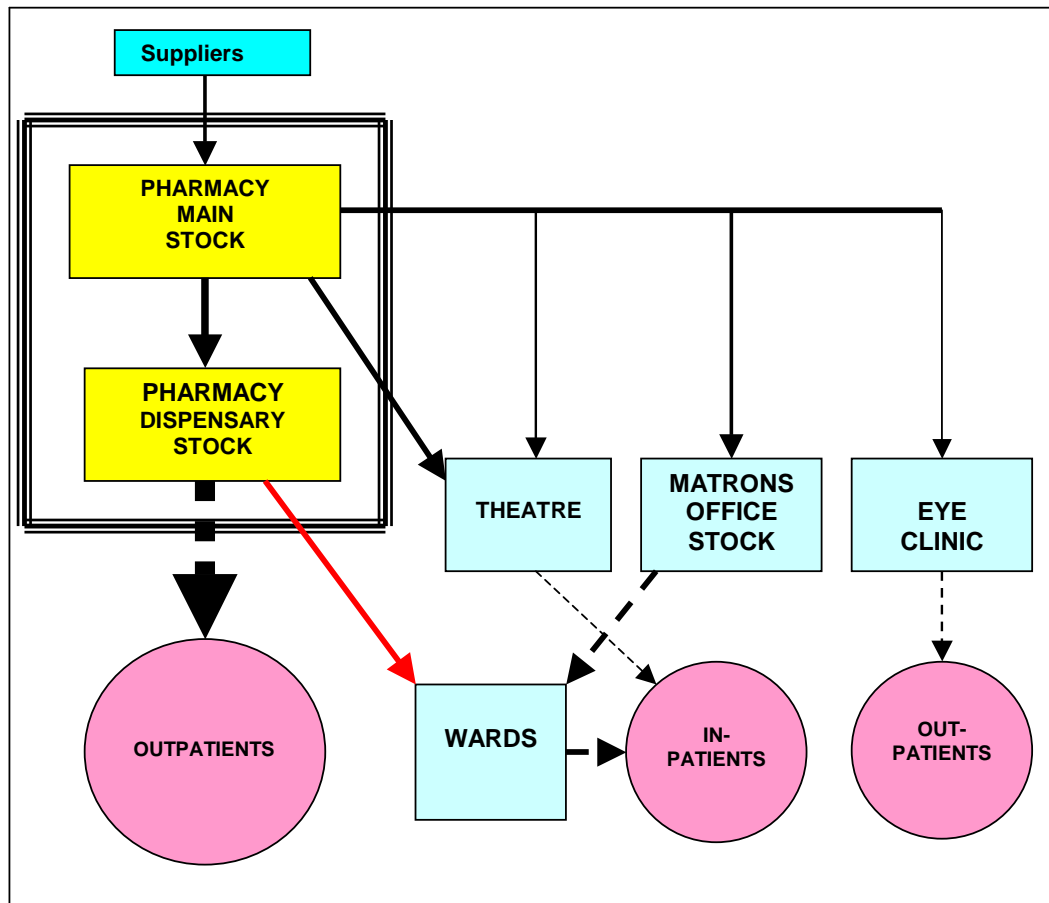 Suppliers
PHARMACY
MAIN
STOCK
PHARMACY
DISPENSARY
STOCK
THEATRE
MATRONS
OFFICE
STOCK
EYE
CLINIC
OUTPATIENTS
WARDS
IN-
PATIENTS
OUT-
PATIENTS